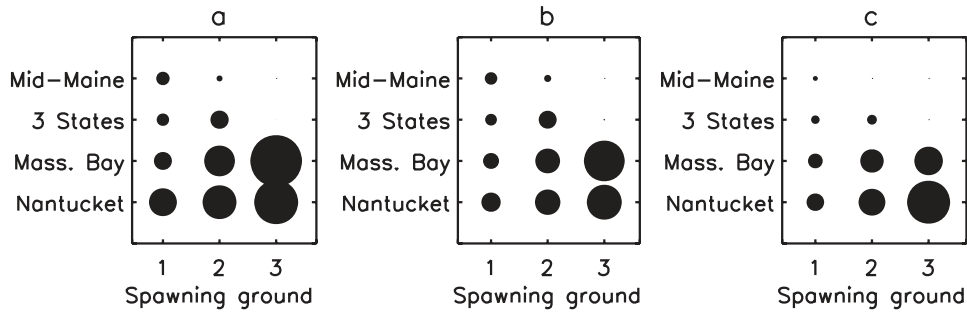 a b c
Mid-Maine Mid-Maine Mid-Maine
3 States 3 States 3 States
Mass. Bay Mass. Bay Mass. Bay
Nantucket Nantucket Nantucket
1 2 3 1 2 3 1 2 3
Spawning ground Spawning ground Spawning ground